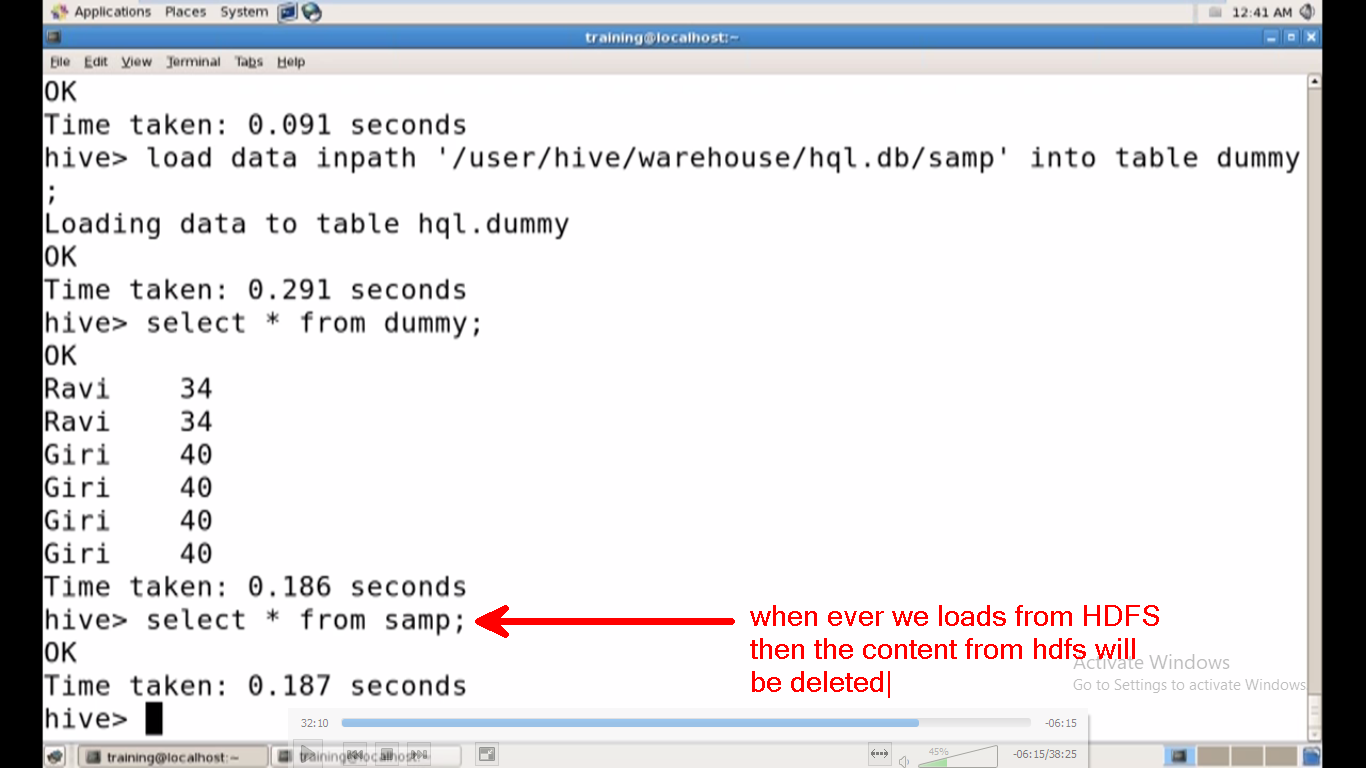 Applications Places System 12:41 AM
training@localhost:~
File Edit View Terminal Tabs Help
OK
Time taken: 0.091 seconds
hive> load data inpath '/user/hive/warehouse/hql.db/samp' into table dummy
;
Loading data to table hql.dummy
OK
Time taken: 0.291 seconds
hive> select * from dummy;
OK
Ravi 34
Ravi 34
Giri 40
Giri 40
Giri 40
Giri 40
Time taken: 0.186 seconds
hive> select * from samp;
OK
Time taken: 0.187 seconds
hive>
when ever we loads from HDFS
then the content from hdfs will
be deleted
Activate Windows
Go to Settings to activate Windows
32:10 -06:15
training@localhost:~ training@localhost:~ 45% -06:15/38:25